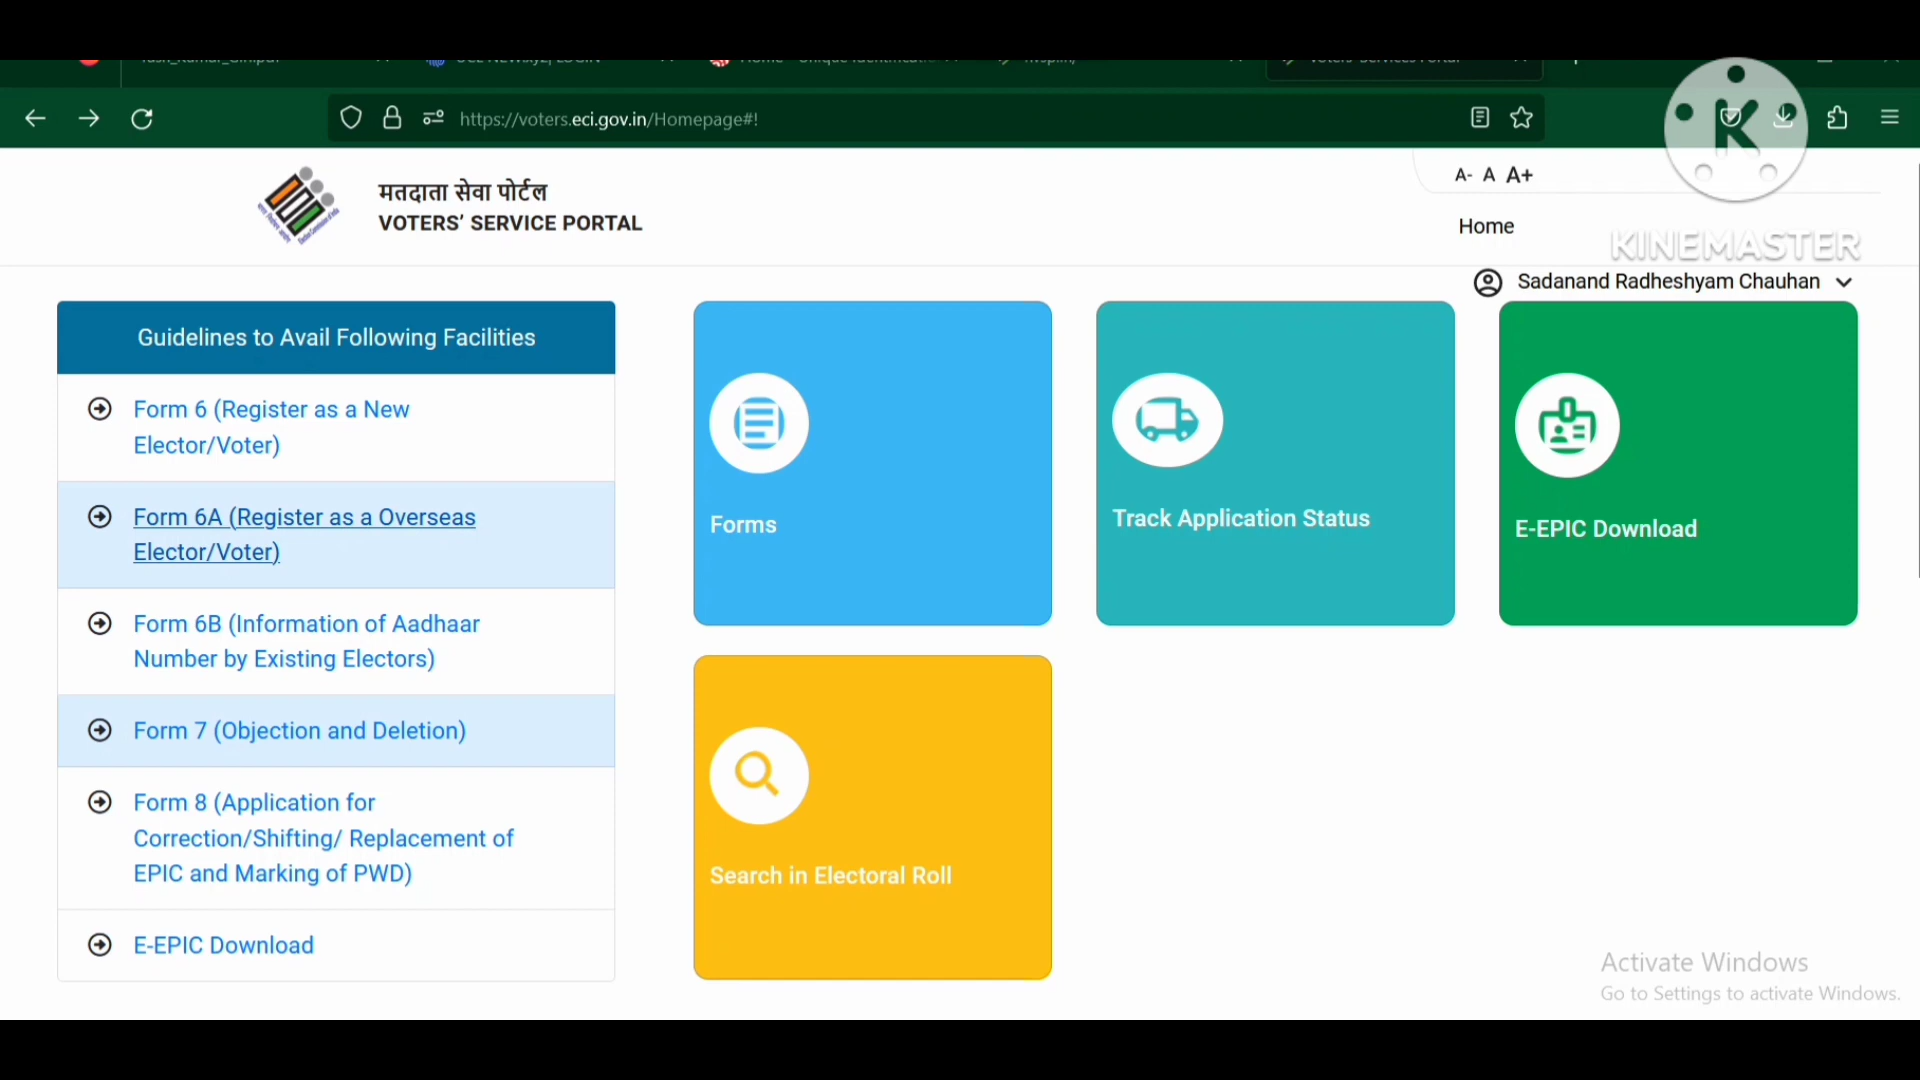 https://voters.eci.gov.in/Homepage#!
मतदाता सेवा पोर्टल
VOTERS’ SERVICE PORTAL
A- A A+
Home
KINEMASTER
Sadanand Radheshyam Chauhan
Guidelines to Avail Following Facilities
Form 6 (Register as a New
Elector/Voter)
Form 6A (Register as a Overseas
Elector/Voter)
Form 6B (Information of Aadhaar
Number by Existing Electors)
Form 7 (Objection and Deletion)
Form 8 (Application for
Correction/Shifting/ Replacement of
EPIC and Marking of PWD)
E-EPIC Download
Forms
Track Application Status
E-EPIC Download
Search in Electoral Roll
Activate Windows
Go to Settings to activate Windows.